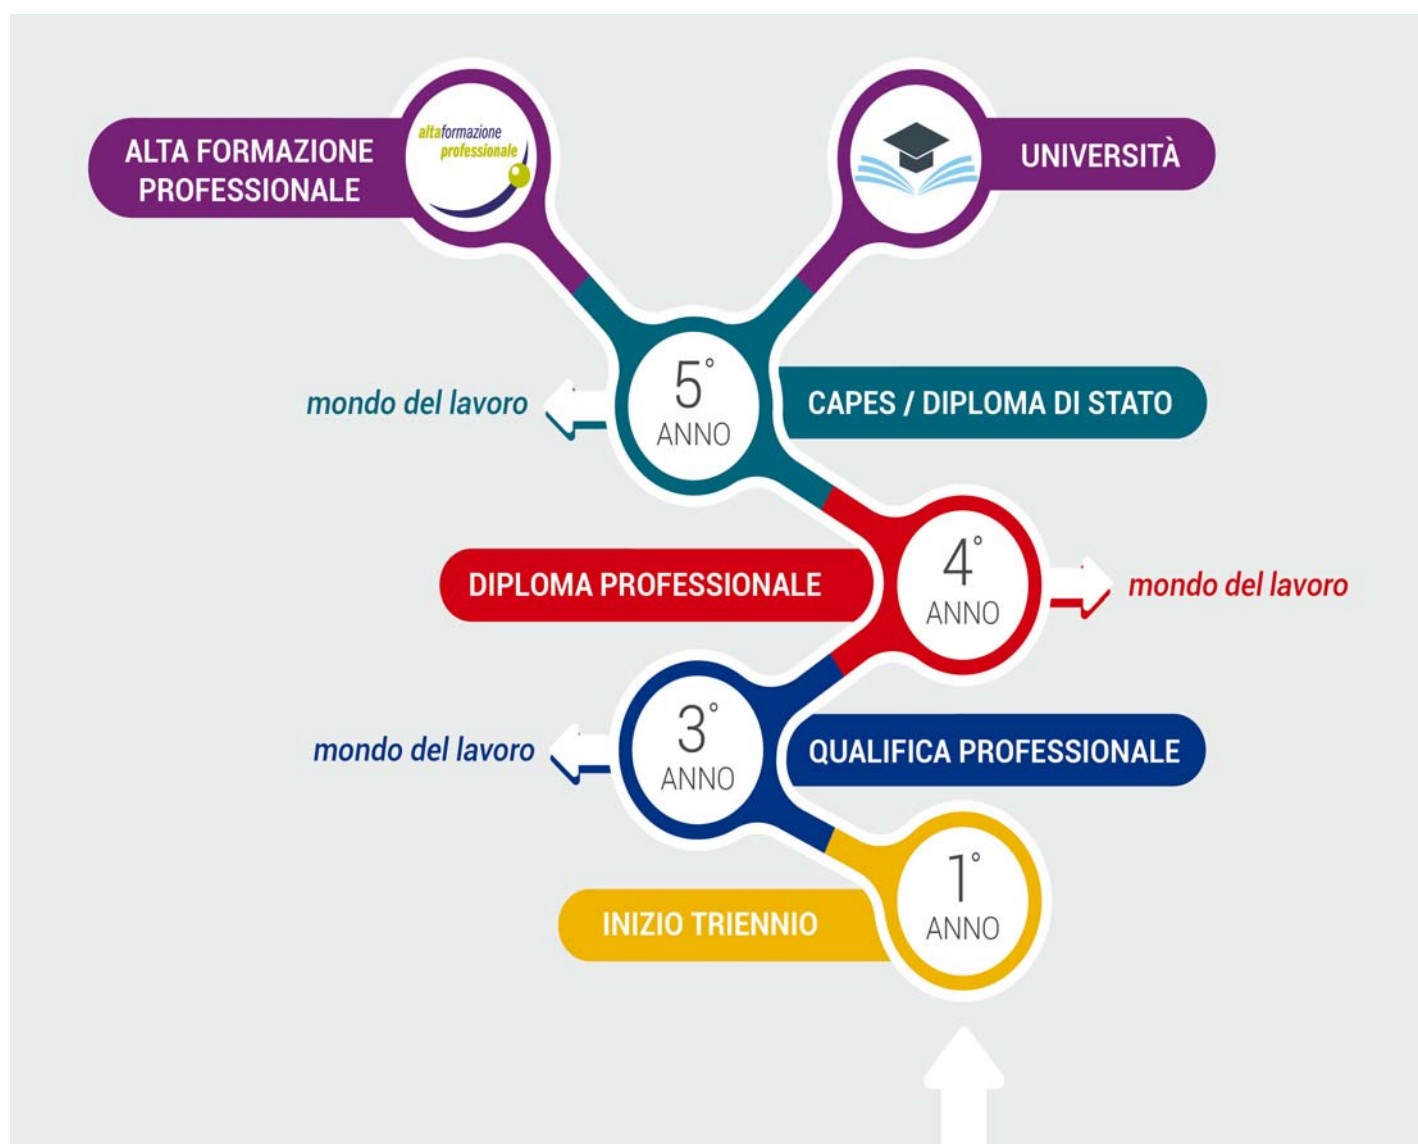 altaformazione
professionale
ALTA FORMAZIONE
PROFESSIONALE
UNIVERSITÀ
5°
ANNO
mondo del lavoro
CAPES / DIPLOMA DI STATO
4°
ANNO
DIPLOMA PROFESSIONALE
mondo del lavoro
3°
ANNO
mondo del lavoro
QUALIFICA PROFESSIONALE
1°
ANNO
INIZIO TRIENNIO